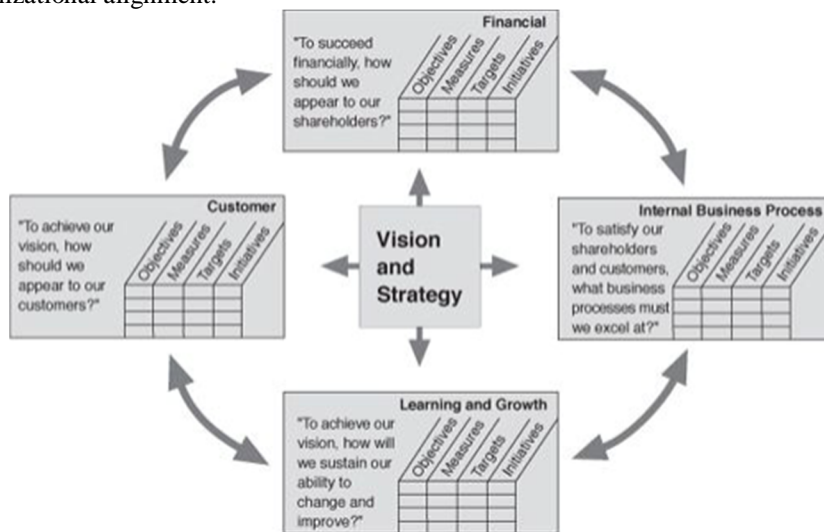 izational alignment.
Financial
"To succeed
financially, how
should we
appear to our
shareholders?"
Objectives
Measures
Targets
Initiatives
Customer
"To achieve our
vision, how
should we
appear to our
customers?"
Objectives
Measures
Targets
Initiatives
Vision
and
Strategy
Internal Business Process
"To satisfy our
shareholders
and customers,
what business
processes must
we excel at?"
Objectives
Measures
Targets
Initiatives
Learning and Growth
"To achieve our
vision, how will
we sustain our
ability to
change and
improve?"
Objectives
Measures
Targets
Initiatives